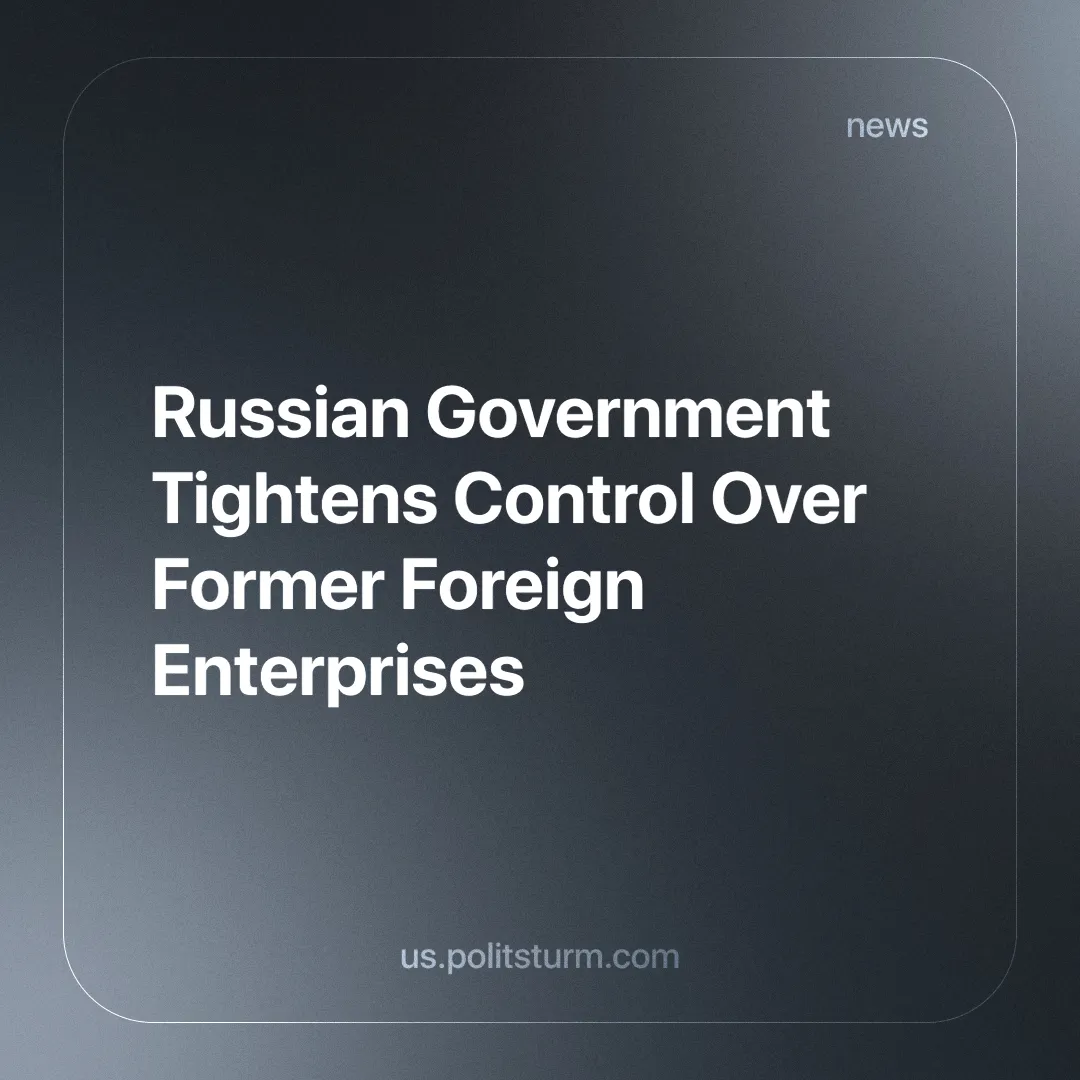 news
Russian Government
Tightens Control Over
Former Foreign
Enterprises
us.politsturm.com